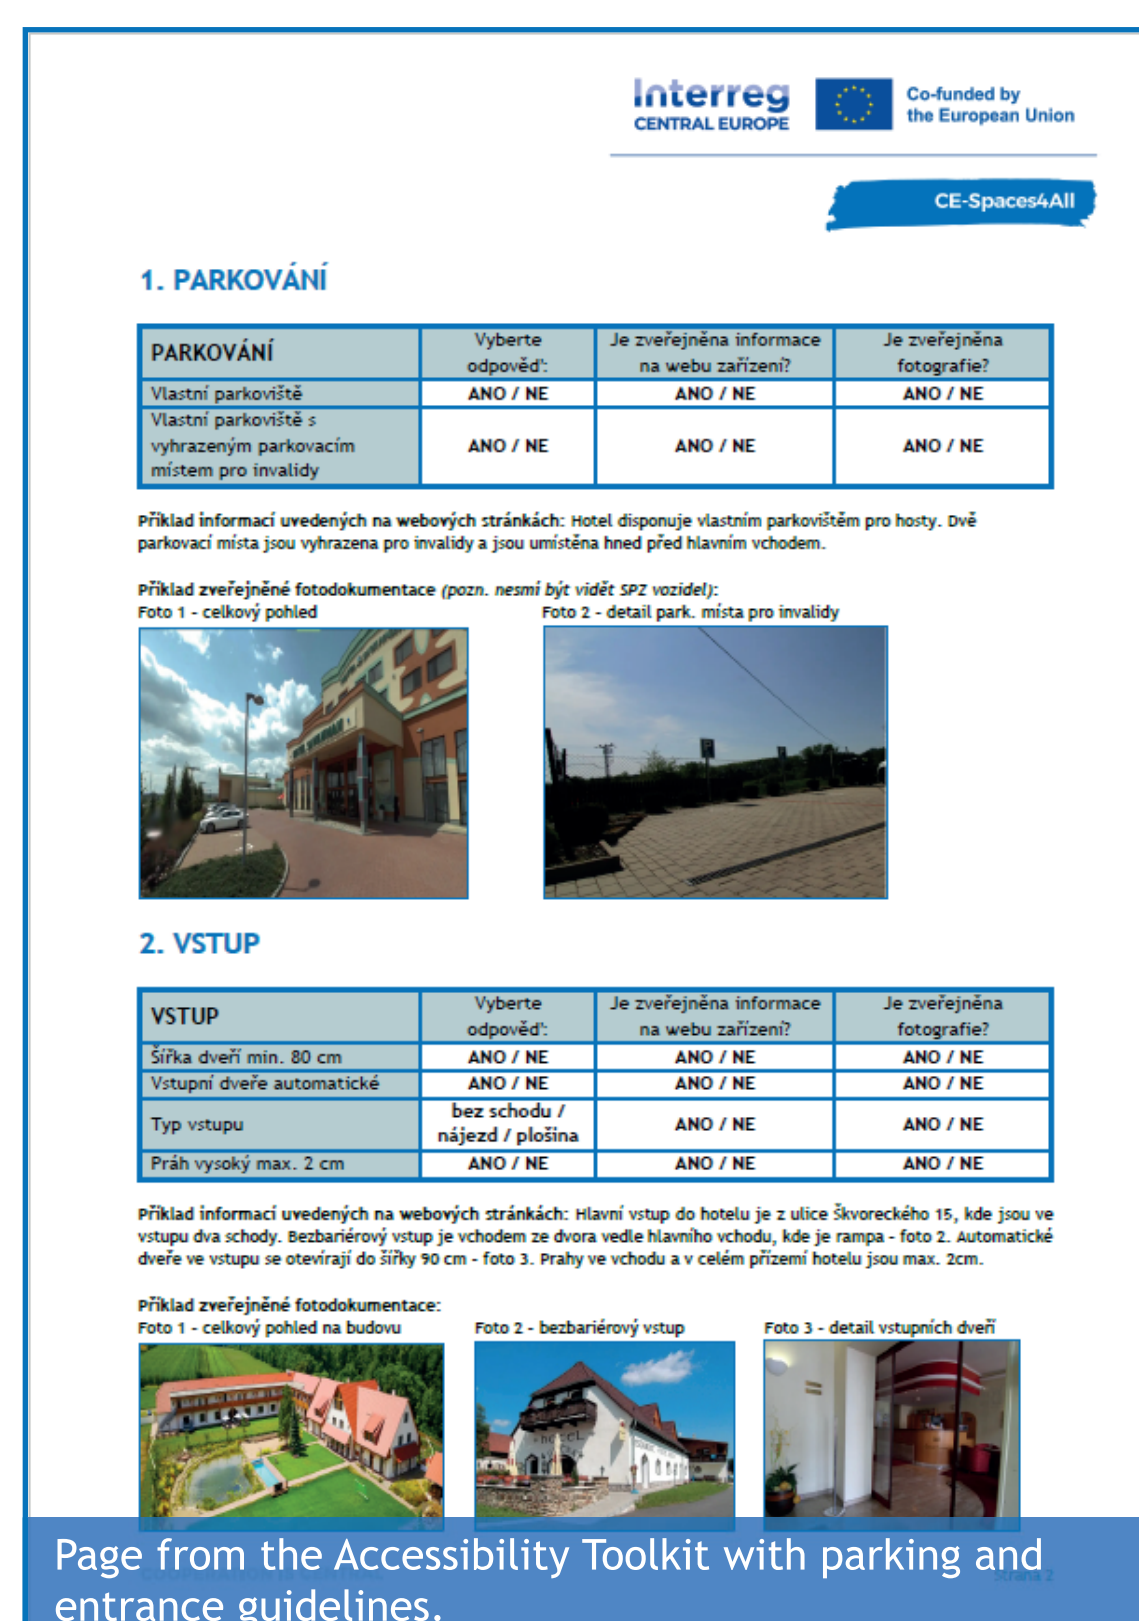 Interreg
CENTRAL EUROPE
Co-funded by
the European Union
CE-Spaces4All
1. PARKOVÁNÍ
PARKOVÁNÍ
Vyberte
odpověď:
Je zveřejněna informace
na webu zařízení?
Je zveřejněna
fotografie?
Vlastní parkoviště
ANO / NE
ANO / NE
ANO / NE
Vlastní parkoviště s
vyhrazeným parkovacím
místem pro invalidy
ANO / NE
ANO / NE
ANO / NE
Příklad informací uvedených na webových stránkách: Hotel disponuje vlastním parkovištěm pro hosty. Dvě
parkovací místa jsou vyhrazena pro invalidy a jsou umístěna hned před hlavním vchodem.
Příklad zveřejněné fotodokumentace (pozn. nesmí být vidět SPZ vozidel):
Foto 1 - celkový pohled
Foto 2 - detail park. místa pro invalidy
2. VSTUP
VSTUP
Vyberte
odpověď:
Je zveřejněna informace
na webu zařízení?
Je zveřejněna
fotografie?
Šířka dveří min. 80 cm
ANO / NE
ANO / NE
ANO / NE
Vstupní dveře automatické
ANO / NE
ANO / NE
ANO / NE
Typ vstupu
bez schodu /
nájezd / plošina
ANO / NE
ANO / NE
Práh vysoký max. 2 cm
ANO / NE
ANO / NE
ANO / NE
Příklad informací uvedených na webových stránkách: Hlavní vstup do hotelu je z ulice Škvoreckého 15, kde jsou ve
vstupu dva schody. Bezbariérový vstup je vchodem ze dvora vedle hlavního vchodu, kde je rampa - foto 2. Automatické
dveře ve vstupu se otevírají do šířky 90 cm - foto 3. Prahy ve vchodu a v celém přízemí hotelu jsou max. 2cm.
Příklad zveřejněné fotodokumentace:
Foto 1 - celkový pohled na budovu
Foto 2 - bezbariérový vstup
Foto 3 - detail vstupních dveří
hotel
Page from the Accessibility Toolkit with parking and
entrance guidelines.
Strana 2